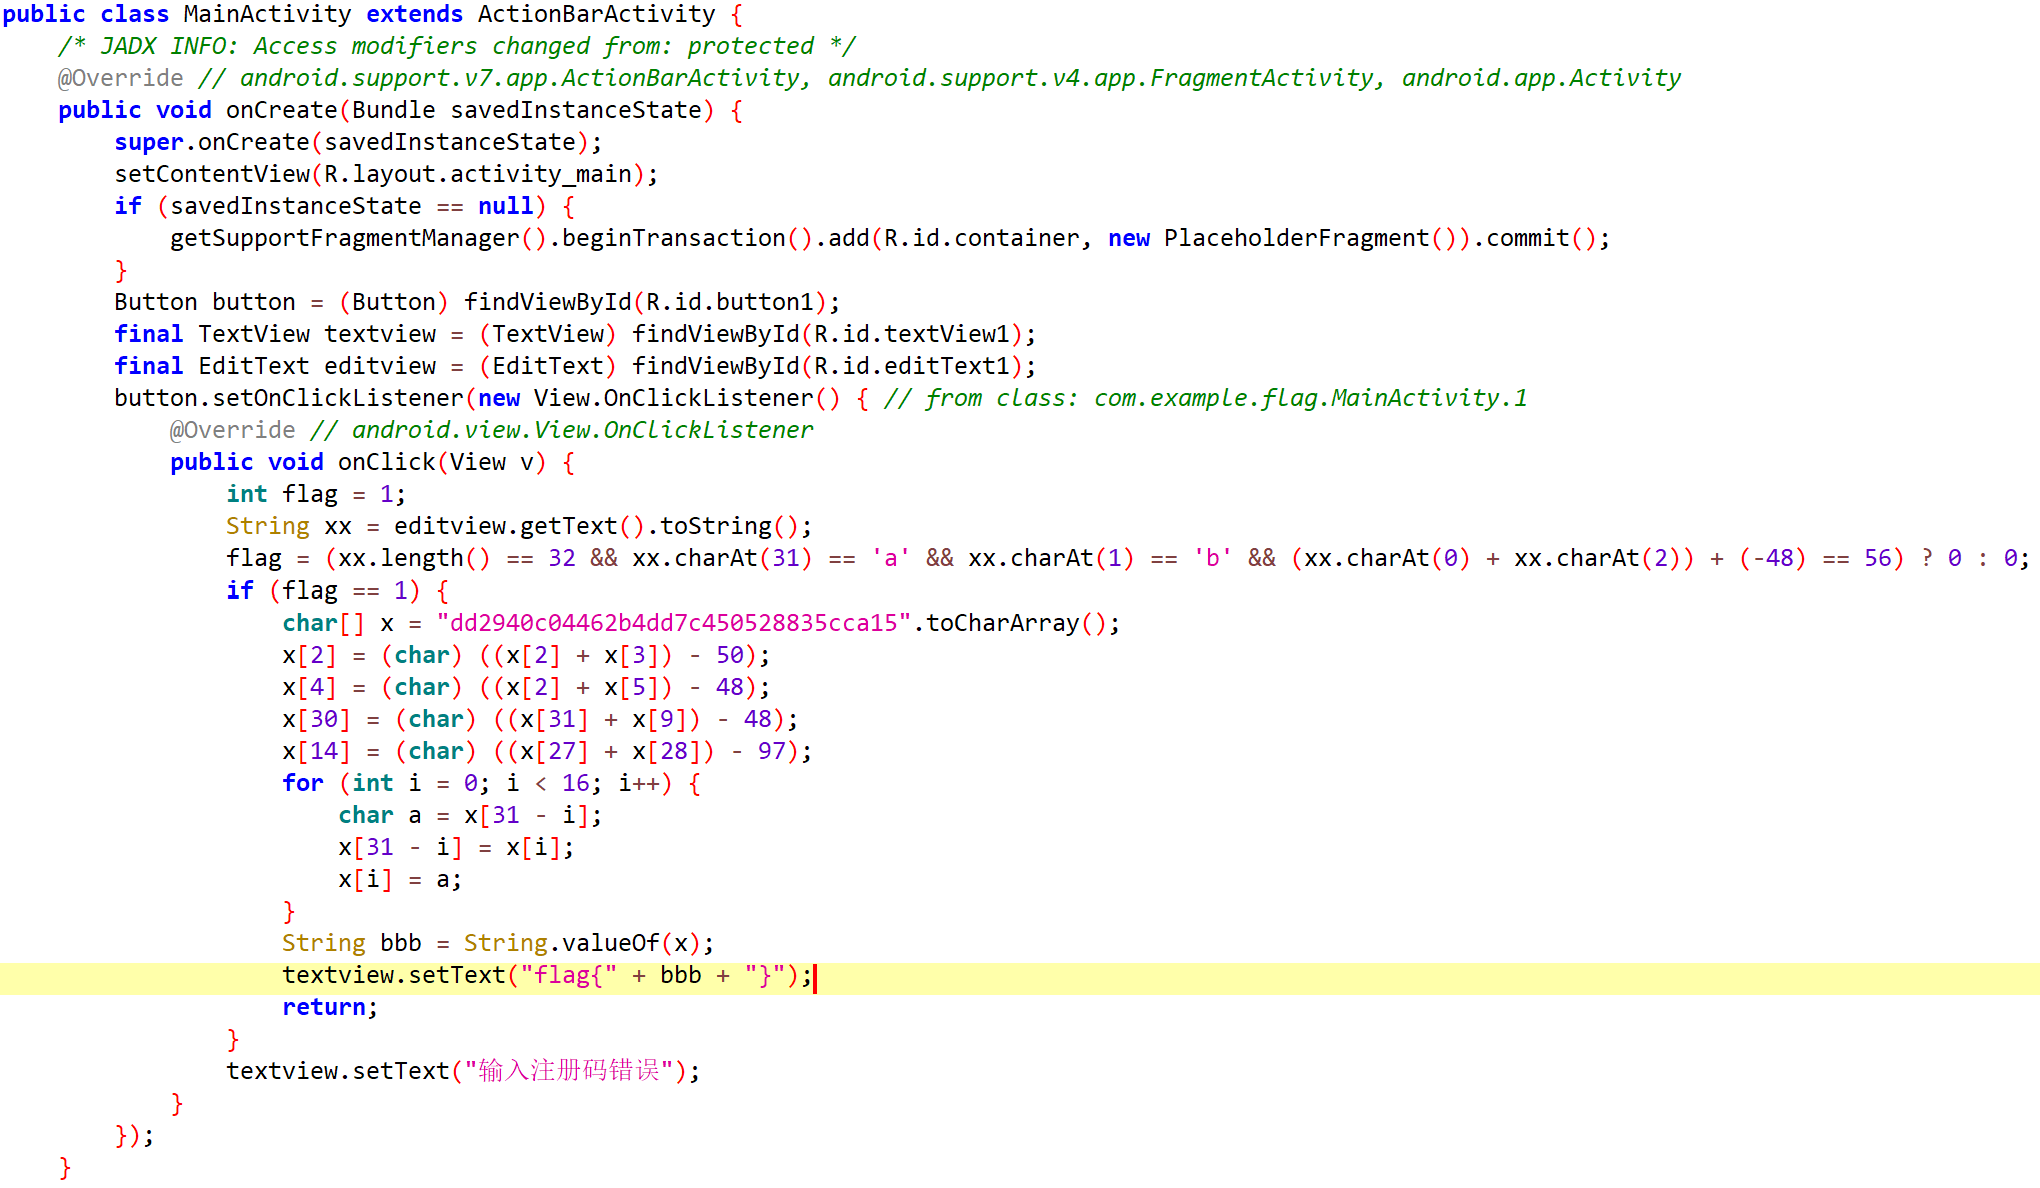 public class MainActivity extends ActionBarActivity {
    /* JADX INFO: Access modifiers changed from: protected */
    @Override // android.support.v7.app.ActionBarActivity, android.support.v4.app.FragmentActivity, android.app.Activity
    public void onCreate(Bundle savedInstanceState) {
        super.onCreate(savedInstanceState);
        setContentView(R.layout.activity_main);
        if (savedInstanceState == null) {
            getSupportFragmentManager().beginTransaction().add(R.id.container, new PlaceholderFragment()).commit();
        }
        Button button = (Button) findViewById(R.id.button1);
        final TextView textview = (TextView) findViewById(R.id.textView1);
        final EditText editview = (EditText) findViewById(R.id.editText1);
        button.setOnClickListener(new View.OnClickListener() { // from class: com.example.flag.MainActivity.1
            @Override // android.view.View.OnClickListener
            public void onClick(View v) {
                int flag = 1;
                String xx = editview.getText().toString();
                flag = (xx.length() == 32 && xx.charAt(31) == 'a' && xx.charAt(1) == 'b' && (xx.charAt(0) + xx.charAt(2)) + (-48) == 56) ? 0 : 0;
                if (flag == 1) {
                    char[] x = "dd2940c04462b4dd7c450528835cca15".toCharArray();
                    x[2] = (char) ((x[2] + x[3]) - 50);
                    x[4] = (char) ((x[2] + x[5]) - 48);
                    x[30] = (char) ((x[31] + x[9]) - 48);
                    x[14] = (char) ((x[27] + x[28]) - 97);
                    for (int i = 0; i < 16; i++) {
                        char a = x[31 - i];
                        x[31 - i] = x[i];
                        x[i] = a;
                    }
                    String bbb = String.valueOf(x);
                    textview.setText("flag{" + bbb + "}");
                    return;
                }
                textview.setText("输入注册码错误");
            }
        });
    }